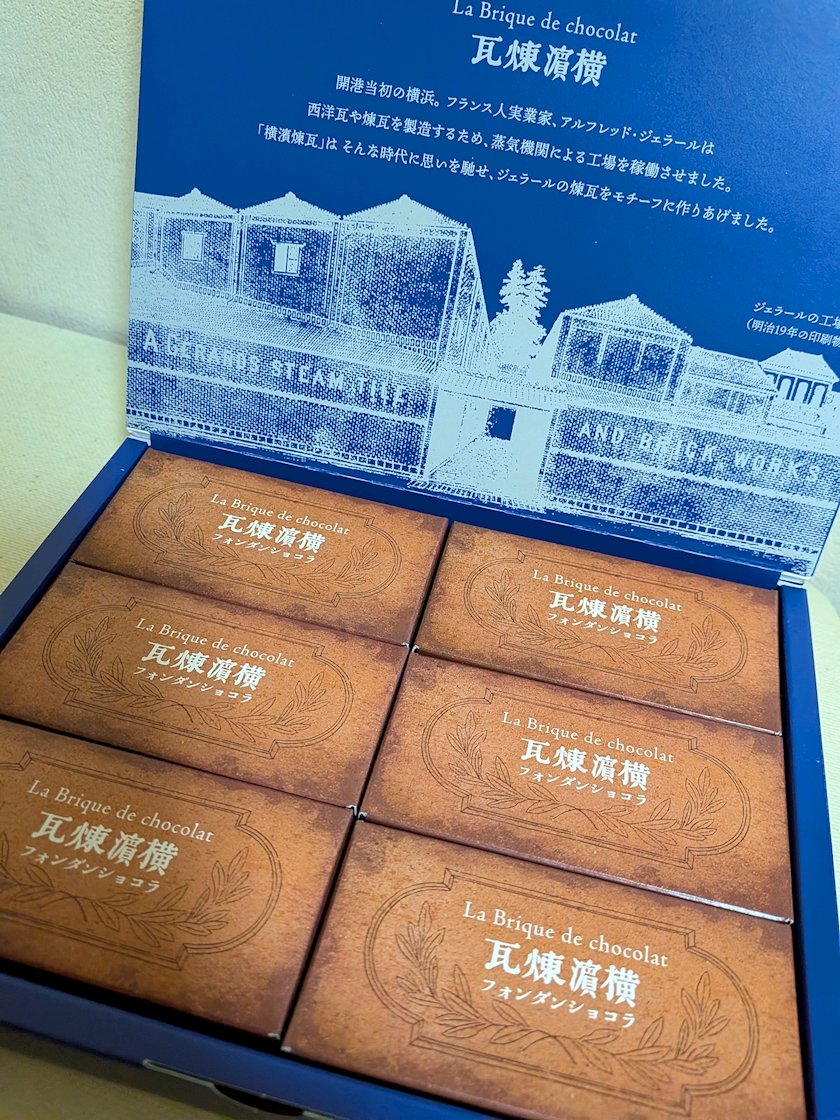 La Brique de chocolat
瓦煉濵横
開港当初の横浜。フランス人実業家、アルフレッド・ジェラールは
西洋瓦や煉瓦を製造するため、蒸気機関による工場を稼働させました。
「横濱煉瓦」は そんな時代に思いを馳せ、ジェラールの煉瓦をモチーフに作りあげました。
ジェラールの工場
(明治19年の印刷物
A.GERARD'S STEAM TILE
AND BRICK WORKS
La Brique de chocolat
瓦煉濵横
フォンダンショコラ
La Brique de chocolat
瓦煉濵横
フォンダンショコラ
La Brique de chocolat
瓦煉濵横
フォンダンショコラ
La Brique de chocolat
瓦煉濵横
フォンダンショコラ
La Brique de chocolat
瓦煉濵横
フォンダンショコラ
La Brique de chocolat
瓦煉濵横
フォンダンショコラ